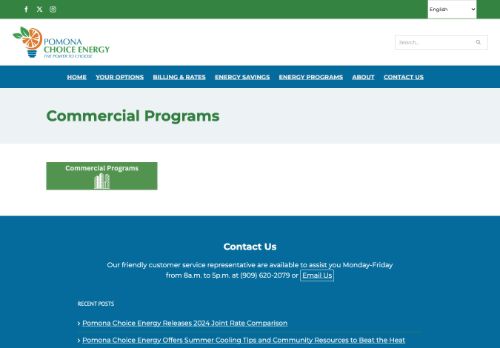 English
POMONA
CHOICE ENERGY
THE POWER TO CHOOSE
Search...
HOME YOUR OPTIONS BILLING & RATES ENERGY SAVINGS ENERGY PROGRAMS ABOUT CONTACT US
Commercial Programs
Commercial Programs
Contact Us
Our friendly customer service representative are available to assist you Monday-Friday
from 8a.m. to 5p.m. at (909) 620-2079 or Email Us
RECENT POSTS
Pomona Choice Energy Releases 2024 Joint Rate Comparison
Pomona Choice Energy Offers Summer Cooling Tips and Community Resources to Beat the Heat